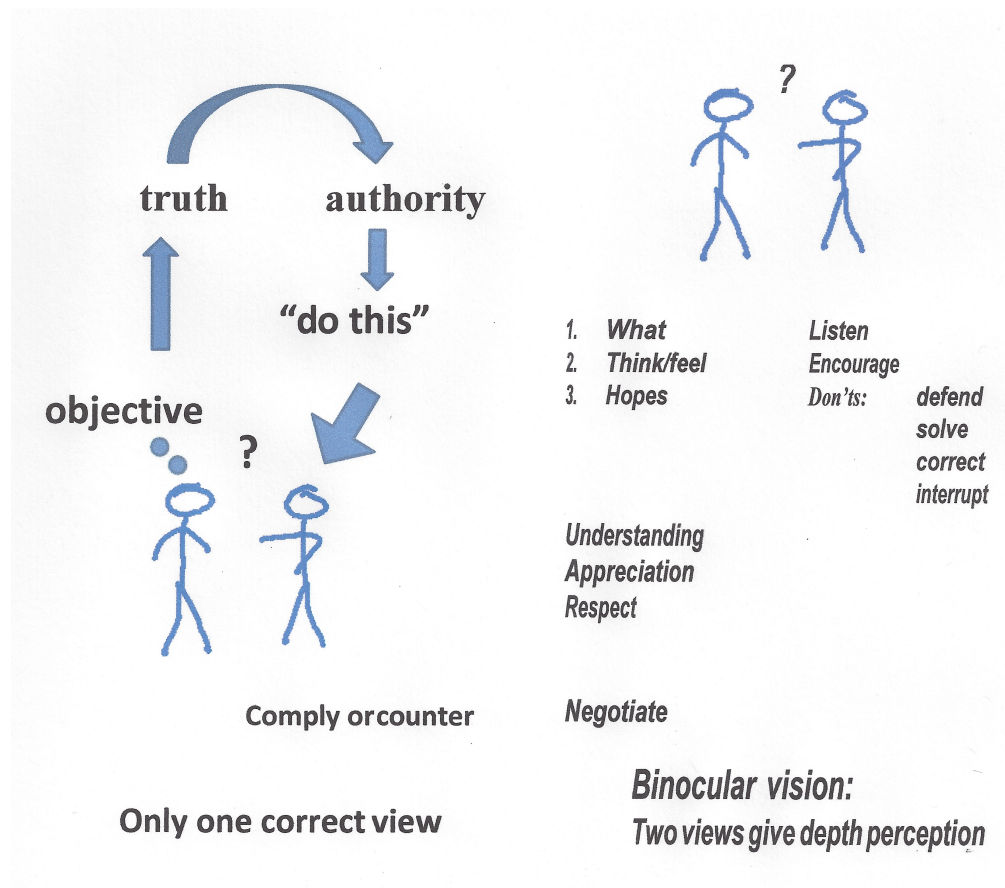 truth authority
“do this”
objective
?
Comply orcounter
Only one correct view
?
1. What Listen
2. Think/feel Encourage
3. Hopes Don’ts: defend
solve
correct
interrupt
Understanding
Appreciation
Respect
Negotiate
Binocular vision:
Two views give depth perception